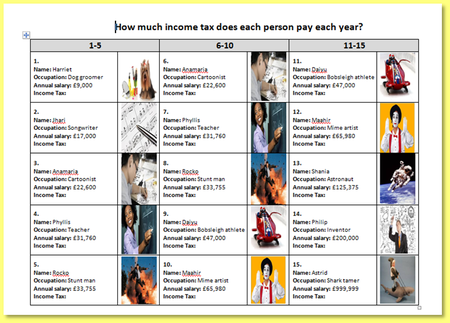 How much income tax does each person pay each year?
1-5
6-10
11-15
1.
Name: Harriet
Occupation: Dog groomer
Annual salary: £9,000
Income Tax:
6.
Name: Anamaria
Occupation: Cartoonist
Annual salary: £22,600
Income Tax:
11.
Name: Daiyu
Occupation: Bobsleigh athlete
Annual salary: £47,000
Income Tax:
2.
Name: Jhari
Occupation: Songwriter
Annual salary: £17,000
Income Tax:
7.
Name: Phyllis
Occupation: Teacher
Annual salary: £31,760
Income Tax:
12.
Name: Maahir
Occupation: Mime artist
Annual salary: £65,980
Income Tax:
3.
Name: Anamaria
Occupation: Cartoonist
Annual salary: £22,600
Income Tax:
8.
Name: Rocko
Occupation: Stunt man
Annual salary: £33,755
Income Tax:
13.
Name: Shania
Occupation: Astronaut
Annual salary: £125,375
Income Tax:
4.
Name: Phyllis
Occupation: Teacher
Annual salary: £31,760
Income Tax:
9.
Name: Daiyu
Occupation: Bobsleigh athlete
Annual salary: £47,000
Income Tax:
14.
Name: Philip
Occupation: Inventor
Annual salary: £200,000
Income Tax:
5.
Name: Rocko
Occupation: Stunt man
Annual salary: £33,755
Income Tax:
10.
Name: Maahir
Occupation: Mime artist
Annual salary: £65,980
Income Tax:
15.
Name: Astrid
Occupation: Shark tamer
Annual salary: £999,999
Income Tax: